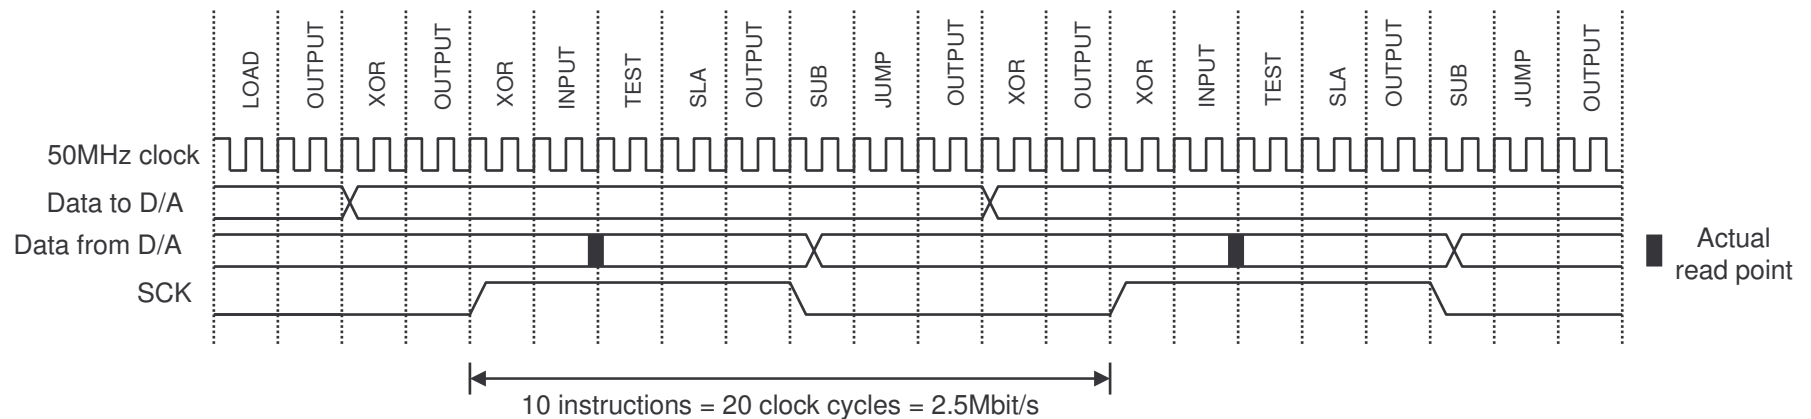 LOAD
OUTPUT
XOR
OUTPUT
XOR
INPUT
TEST
SLA
OUTPUT
SUB
JUMP
OUTPUT
XOR
OUTPUT
XOR
INPUT
TEST
SLA
OUTPUT
SUB
JUMP
OUTPUT
50MHz clock
Data to D/A
Data from D/A
SCK
Actual
read point
10 instructions = 20 clock cycles = 2.5Mbit/s